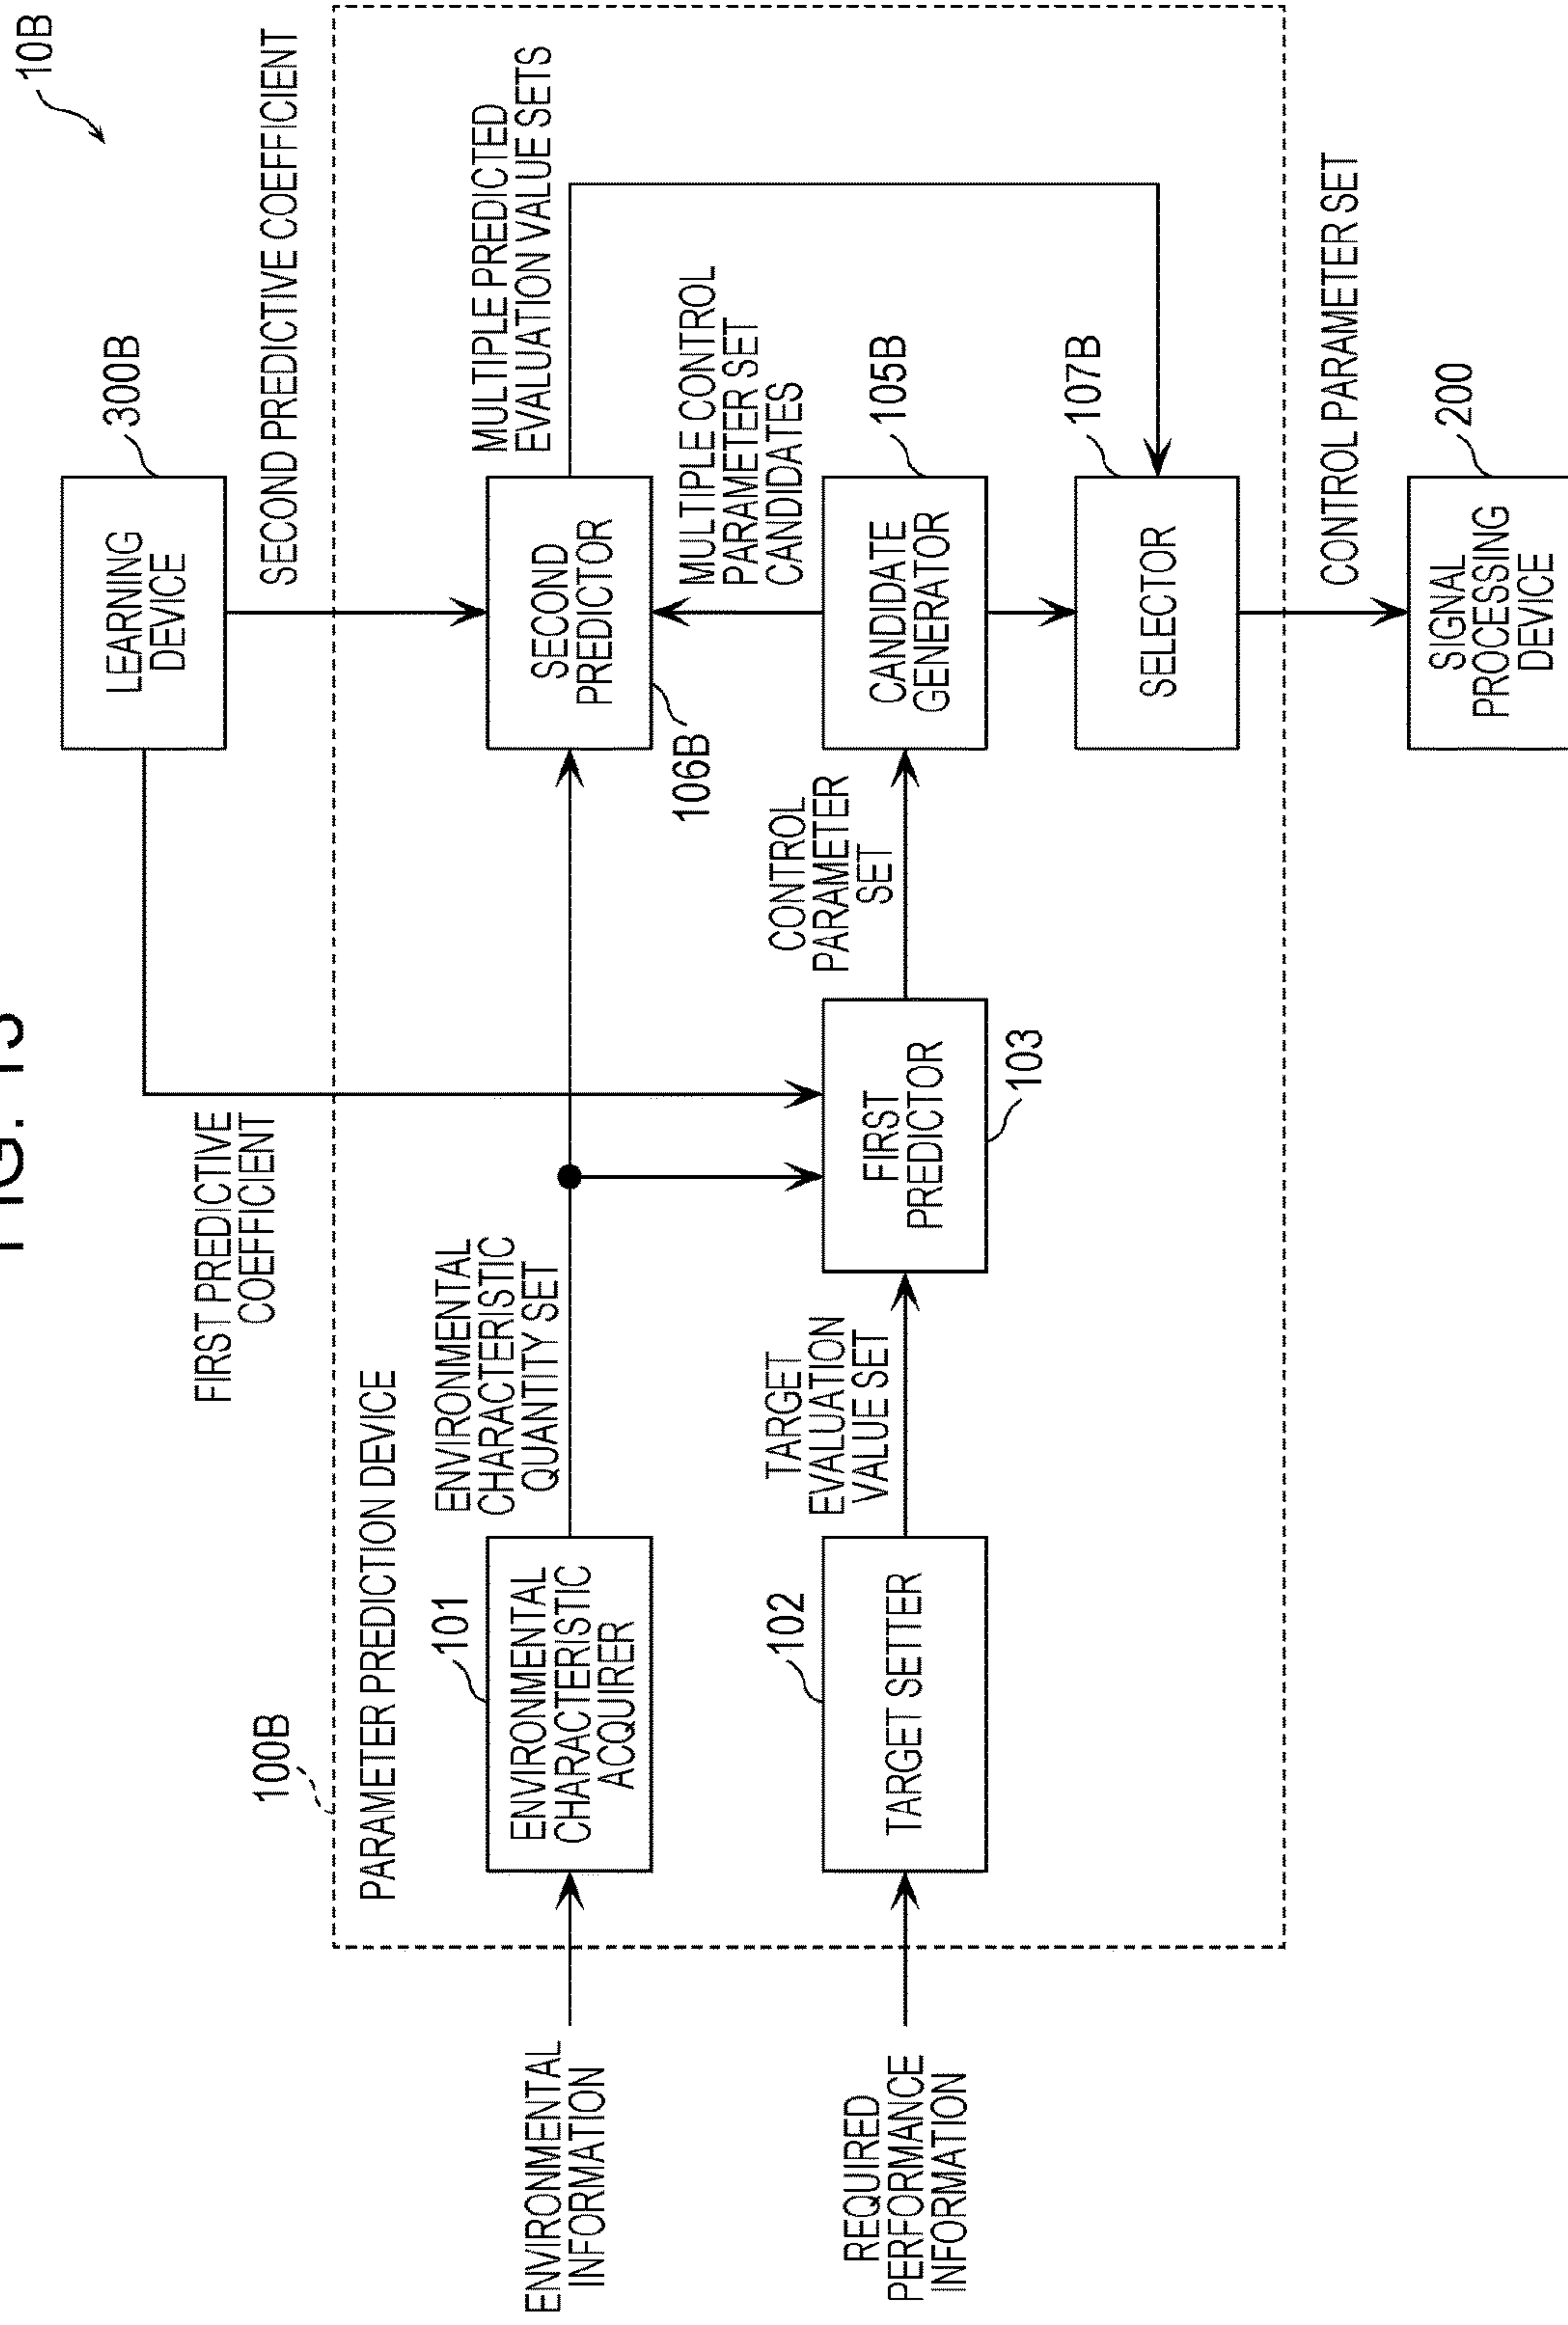 10B
300B
LEARNING
DEVICE
FIRST PREDICTIVE
COEFFICIENT
SECOND PREDICTIVE COEFFICIENT
100B
PARAMETER PREDICTION DEVICE
ENVIRONMENTAL
INFORMATION
101
ENVIRONMENTAL
CHARACTERISTIC
ACQUIRER
ENVIRONMENTAL
CHARACTERISTIC
QUANTITY SET
SECOND
PREDICTOR
106B
MULTIPLE PREDICTED
EVALUATION VALUE SETS
MULTIPLE CONTROL
PARAMETER SET
CANDIDATES
REQUIRED
PERFORMANCE
INFORMATION
102
TARGET SETTER
TARGET
EVALUATION
VALUE SET
FIRST
PREDICTOR
103
CONTROL
PARAMETER
SET
CANDIDATE
GENERATOR
105B
SELECTOR
107B
CONTROL PARAMETER SET
SIGNAL
PROCESSING
DEVICE
200